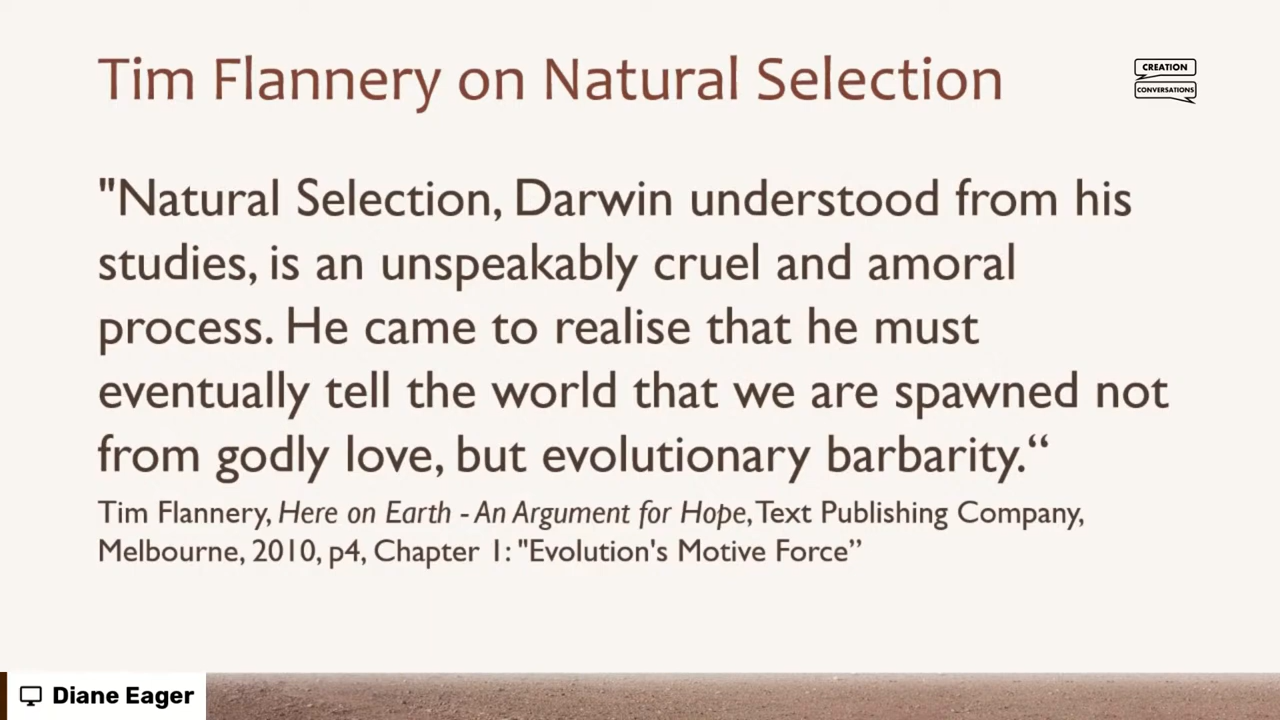 Tim Flannery on Natural Selection
CREATION
CONVERSATIONS
"Natural Selection, Darwin understood from his
studies, is an unspeakably cruel and amoral
process. He came to realise that he must
eventually tell the world that we are spawned not
from godly love, but evolutionary barbarity.“
Tim Flannery, Here on Earth - An Argument for Hope, Text Publishing Company,
Melbourne, 2010, p4, Chapter 1: "Evolution's Motive Force”
Diane Eager